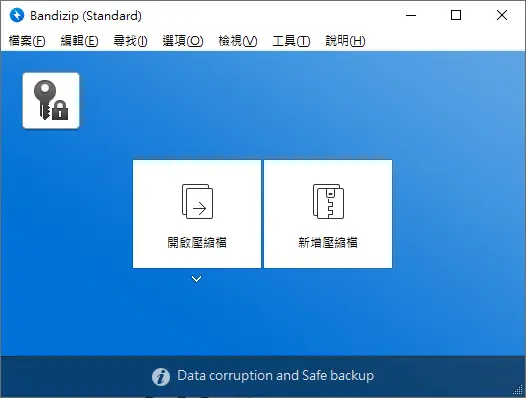 Bandizip (Standard)
檔案(F) 編輯(E) 尋找(I) 選項(O) 檢視(V) 工具(T) 說明(H)
開啟壓縮檔 新增壓縮檔
Data corruption and Safe backup